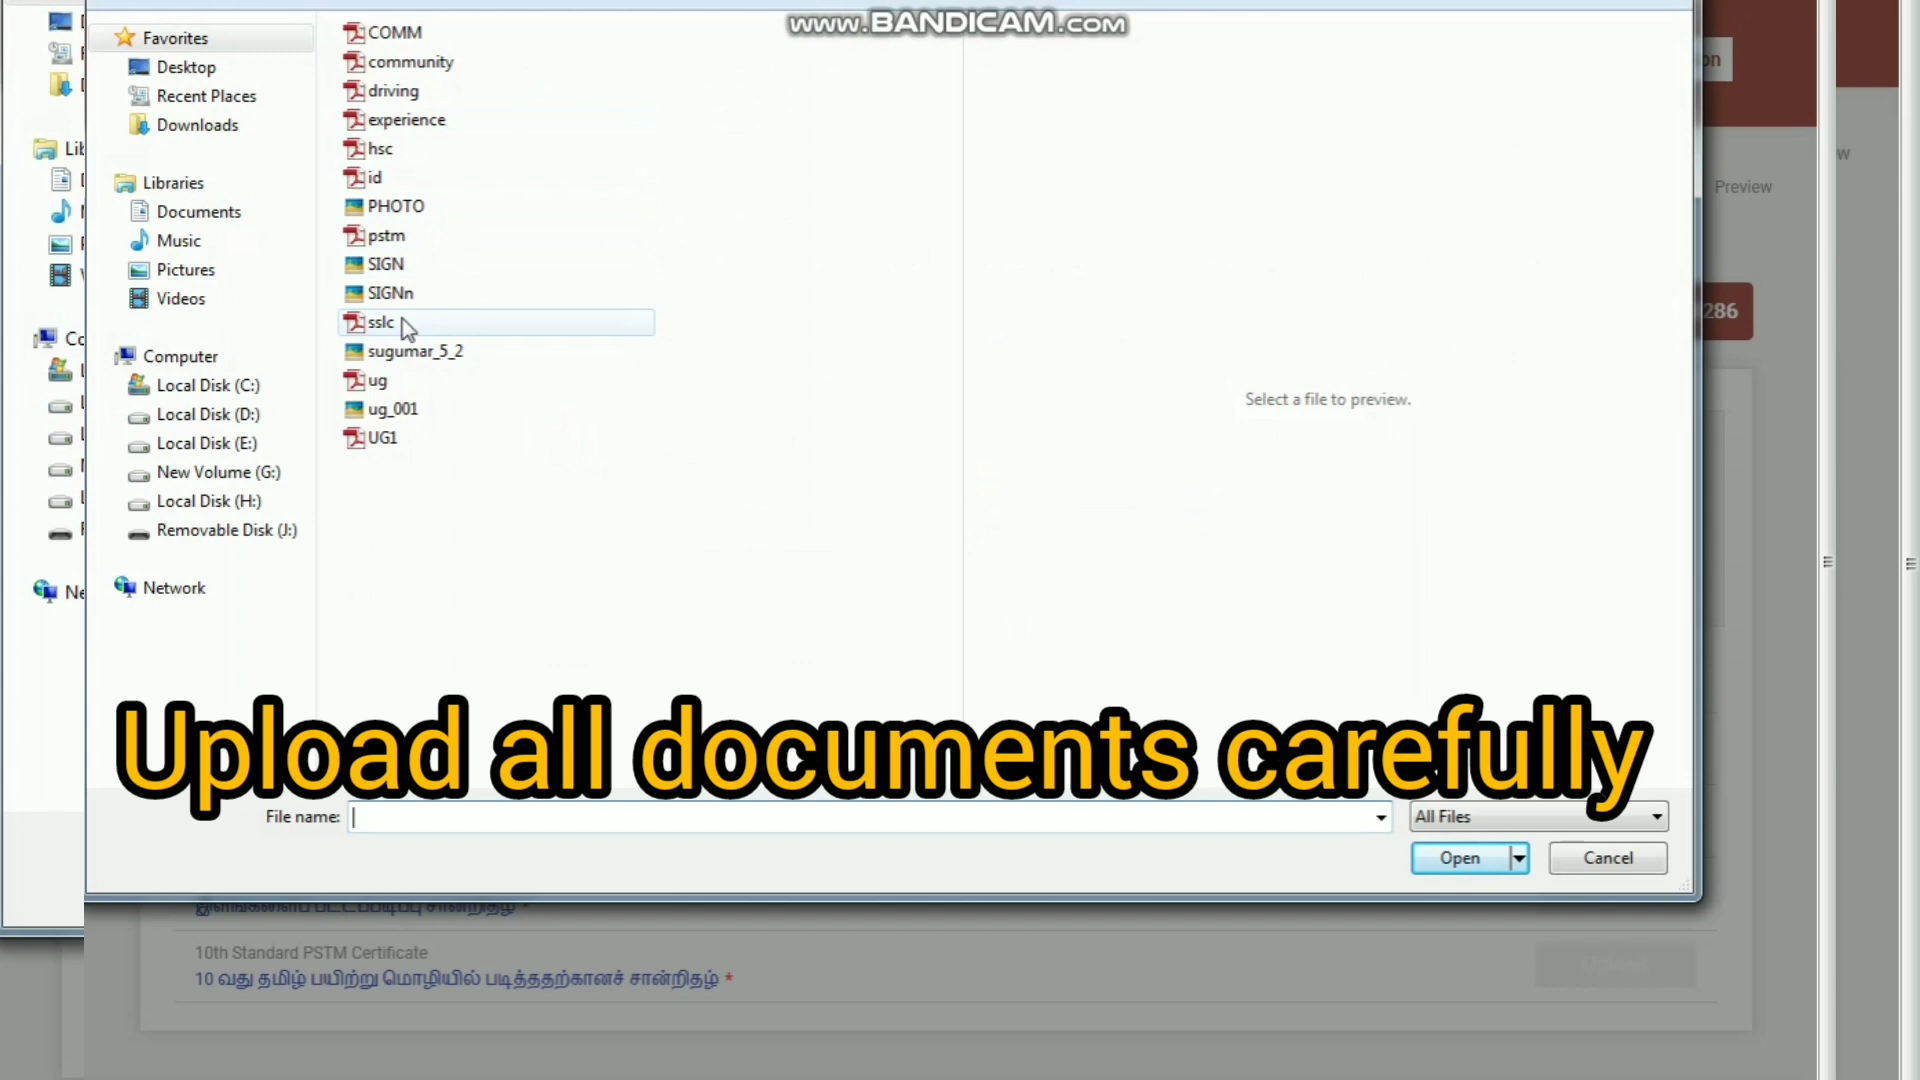 www.BANDICAM.com
Favorites
Desktop
Recent Places
Downloads
Libraries
Documents
Music
Pictures
Videos
Computer
Local Disk (C:)
Local Disk (D:)
Local Disk (E:)
New Volume (G:)
Local Disk (H:)
Removable Disk (J:)
Network
COMM
community
driving
experience
hsc
id
PHOTO
pstm
SIGN
SIGNn
sslc
sugumar_5_2
ug
ug_001
UG1
Select a file to preview.
Preview
286
Upload all documents carefully
File name:
All Files
Open
Cancel
10th Standard PSTM Certificate
10 வது தமிழ் பயிற்று மொழியில் படித்ததற்கானச் சான்றிதழ் *